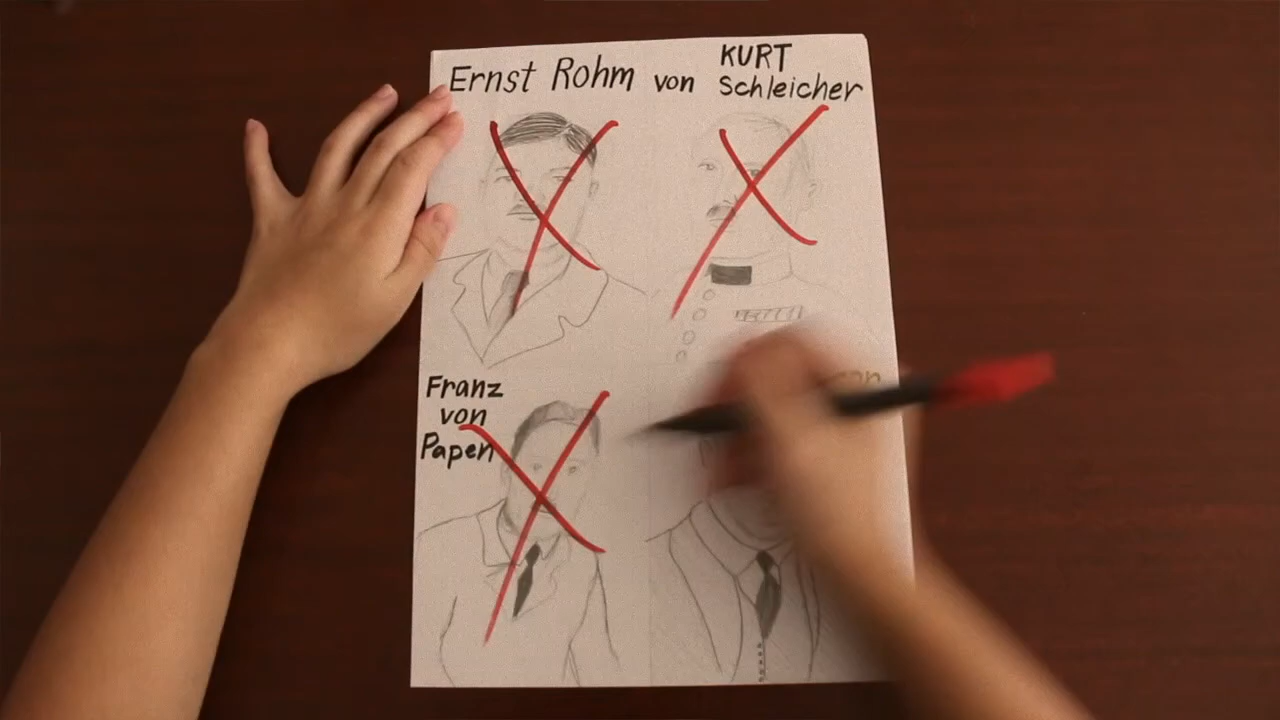 Ernst Rohm
von KURT
Schleicher
Franz
von
Papen